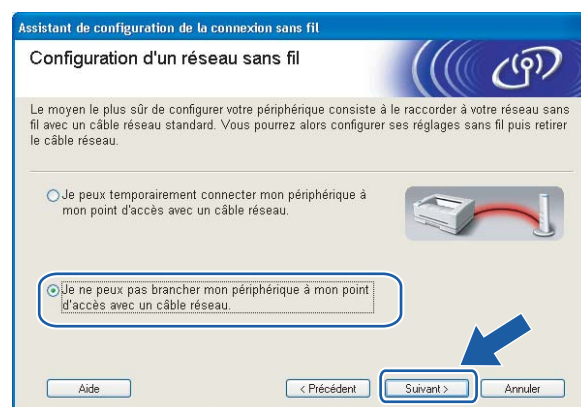 Assistant de configuration de la connexion sans fil
Configuration d'un réseau sans fil
Le moyen le plus sûr de configurer votre périphérique consiste à le raccorder à votre réseau sans
fil avec un câble réseau standard. Vous pourrez alors configurer ses réglages sans fil puis retirer
le câble réseau.
Je peux temporairement connecter mon périphérique à
mon point d'accès avec un câble réseau.
Je ne peux pas brancher mon périphérique à mon point
d'accès avec un câble réseau.
Aide
< Précédent
Suivant >
Annuler